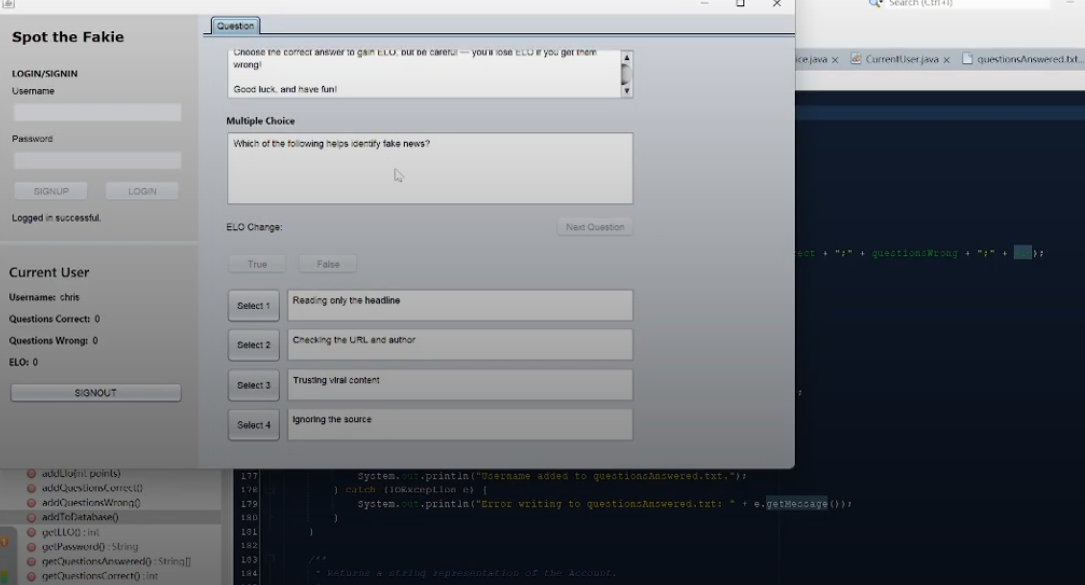 Search (Ctrl+I)
Spot the Fakie
LOGIN/SIGNIN
Username
Password
SIGNUP
LOGIN
Logged in successful.
Current User
Username: chris
Questions Correct: 0
Questions Wrong: 0
ELO: 0
SIGNOUT
Question
Choose the correct answer to gain ELO, but be careful — you'll lose ELO if you get them
wrong!
Good luck, and have fun!
Multiple Choice
Which of the following helps identify fake news?
ELO Change:
Next Question
True
False
Select 1
Reading only the headline
Select 2
Checking the URL and author
Select 3
Trusting viral content
Select 4
Ignoring the source
ice.java
CurrentUser.java
questionsAnswered.txt...
ect + ";" + questionsWrong + ";" +
);
;
addElo(int points)
addQuestionsCorrect()
addQuestionsWrong()
addToDatabase()
getELO() : int
getPassword() : String
getQuestionsAnswered() : String[]
getQuestionsCorrect() : int
177 System.out.println("Username added to questionsAnswered.txt.");
178 } catch (IOException e) {
179 System.out.println("Error writing to questionsAnswered.txt: " + e.getMessage());
180 }
181 }
182
183 /**
184 * Returns a string representation of the Account.